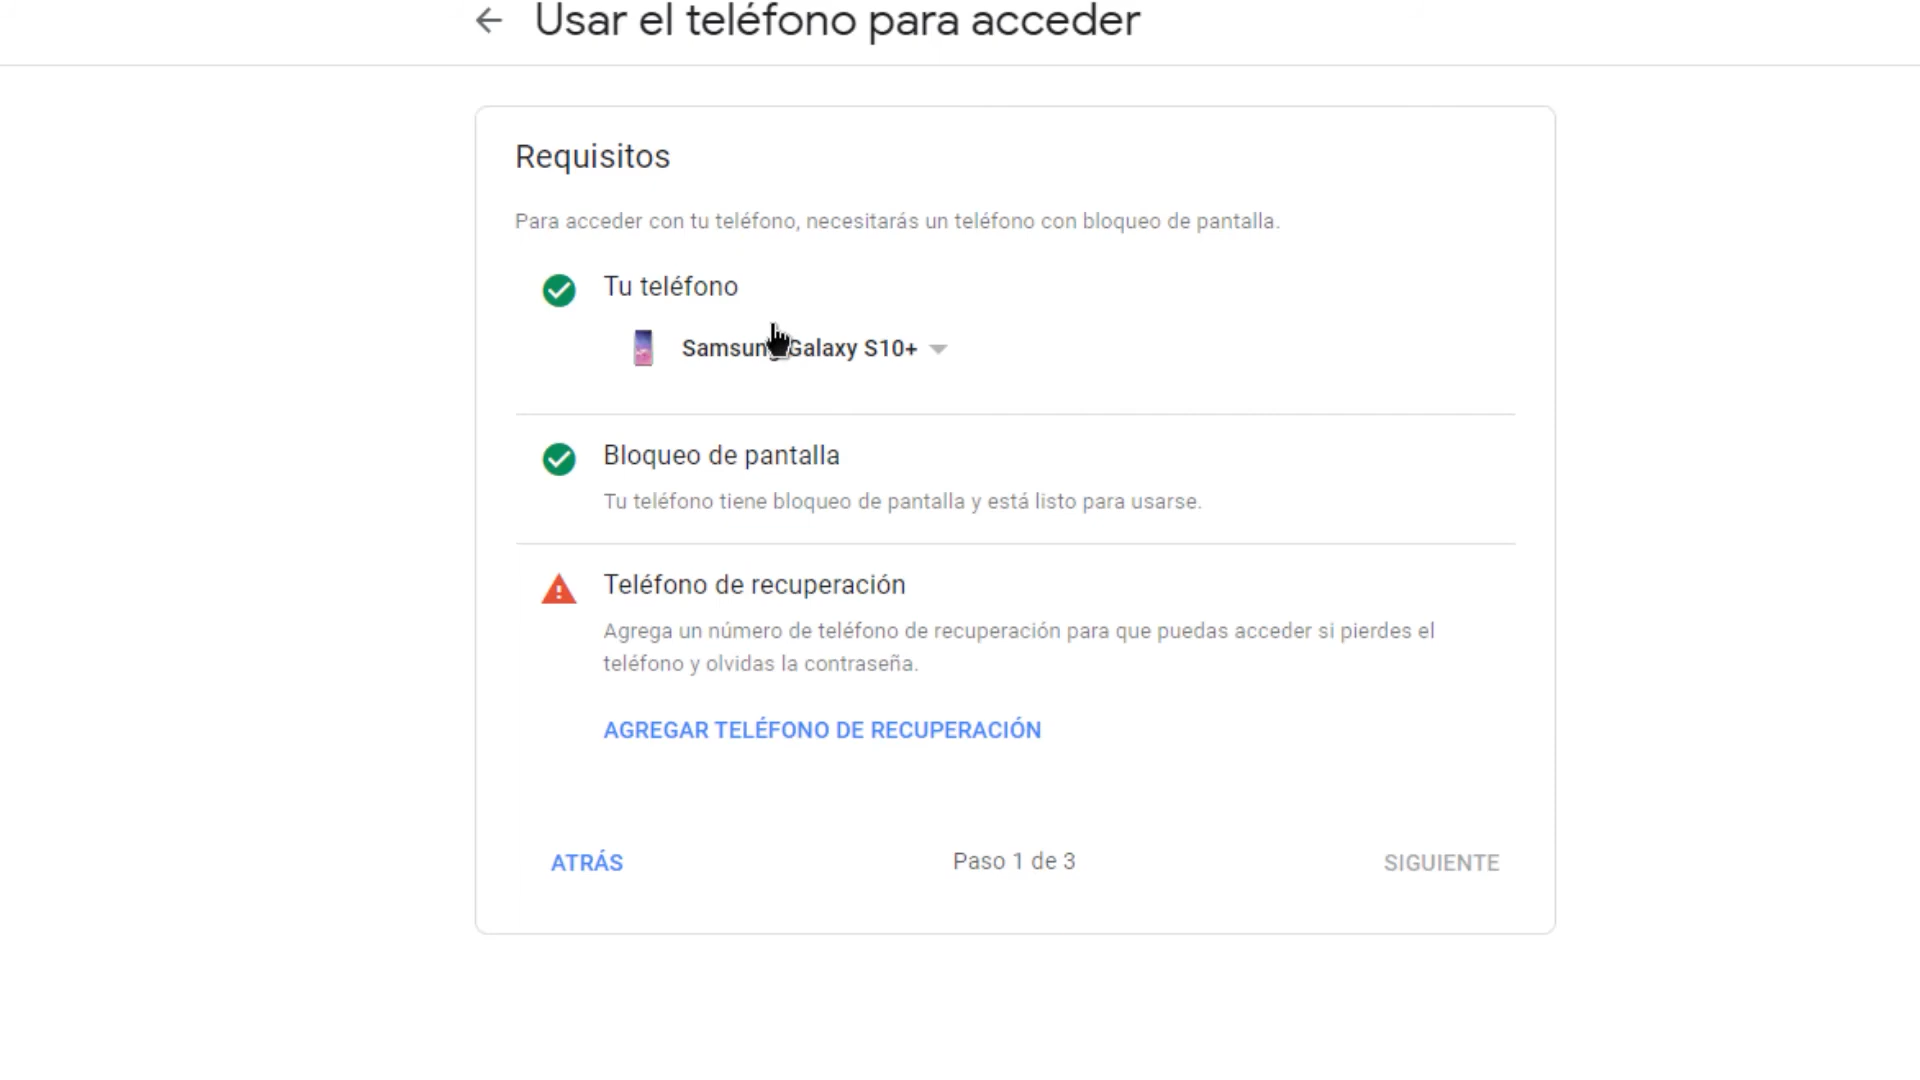 Usar el teléfono para acceder
Requisitos
Para acceder con tu teléfono, necesitarás un teléfono con bloqueo de pantalla.
Tu teléfono
Samsung Galaxy S10+
Bloqueo de pantalla
Tu teléfono tiene bloqueo de pantalla y está listo para usarse.
Teléfono de recuperación
Agrega un número de teléfono de recuperación para que puedas acceder si pierdes el
teléfono y olvidas la contraseña.
AGREGAR TELÉFONO DE RECUPERACIÓN
ATRÁS
Paso 1 de 3
SIGUIENTE